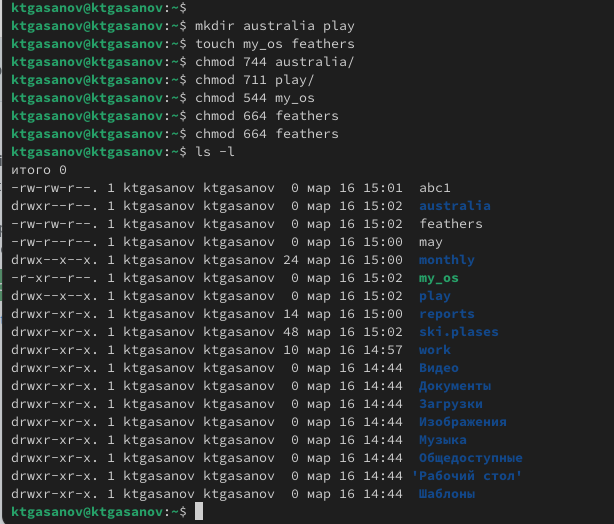 ktgasanov@ktgasanov:~$
ktgasanov@ktgasanov:~$ mkdir australia play
ktgasanov@ktgasanov:~$ touch my_os feathers
ktgasanov@ktgasanov:~$ chmod 744 australia/
ktgasanov@ktgasanov:~$ chmod 711 play/
ktgasanov@ktgasanov:~$ chmod 544 my_os
ktgasanov@ktgasanov:~$ chmod 664 feathers
ktgasanov@ktgasanov:~$ chmod 664 feathers
ktgasanov@ktgasanov:~$ ls -l
итого 0
-rw-rw-r--. 1 ktgasanov ktgasanov  0 мар 16 15:01  abc1
drwxr--r--. 1 ktgasanov ktgasanov  0 мар 16 15:02  australia
-rw-rw-r--. 1 ktgasanov ktgasanov  0 мар 16 15:02  feathers
-rw-r--r--. 1 ktgasanov ktgasanov  0 мар 16 15:00  may
drwx--x--x. 1 ktgasanov ktgasanov 24 мар 16 15:00  monthly
-r-xr--r--. 1 ktgasanov ktgasanov  0 мар 16 15:02  my_os
drwx--x--x. 1 ktgasanov ktgasanov  0 мар 16 15:02  play
drwxr-xr-x. 1 ktgasanov ktgasanov 14 мар 16 15:00  reports
drwxr-xr-x. 1 ktgasanov ktgasanov 48 мар 16 15:02  ski.plases
drwxr-xr-x. 1 ktgasanov ktgasanov 10 мар 16 14:57  work
drwxr-xr-x. 1 ktgasanov ktgasanov  0 мар 16 14:44  Видео
drwxr-xr-x. 1 ktgasanov ktgasanov  0 мар 16 14:44  Документы
drwxr-xr-x. 1 ktgasanov ktgasanov  0 мар 16 14:44  Загрузки
drwxr-xr-x. 1 ktgasanov ktgasanov  0 мар 16 14:44  Изображения
drwxr-xr-x. 1 ktgasanov ktgasanov  0 мар 16 14:44  Музыка
drwxr-xr-x. 1 ktgasanov ktgasanov  0 мар 16 14:44  Общедоступные
drwxr-xr-x. 1 ktgasanov ktgasanov  0 мар 16 14:44 'Рабочий стол'
drwxr-xr-x. 1 ktgasanov ktgasanov  0 мар 16 14:44  Шаблоны
ktgasanov@ktgasanov:~$